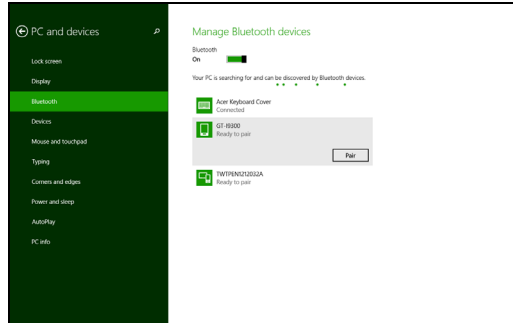 PC and devices
Lock screen
Display
Bluetooth
Devices
Mouse and touchpad
Typing
Corners and edges
Power and sleep
AutoPlay
PC info
Manage Bluetooth devices
Bluetooth
On
Your PC is searching for and can be discovered by Bluetooth devices.
Acer Keyboard Cover
Connected
GT-I9300
Ready to pair
Pair
TWTPEN1212032A
Ready to pair